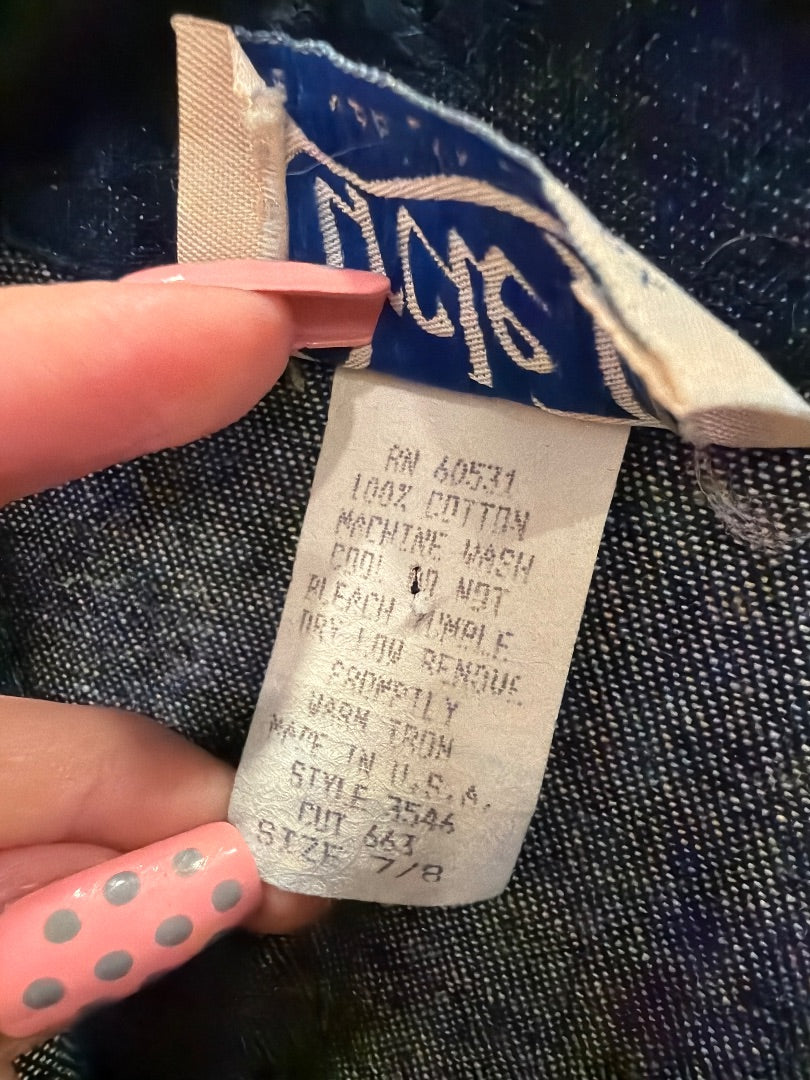 RN 60531
100% COTTON
MACHINE WASH
COOL DO NOT
BLEACH TUMBLE
DRY LOW REMOVE
PROMPTLY
WARM IRON
MADE IN U.S.A.
STYLE 3546
CUT 663
SIZE 7/8